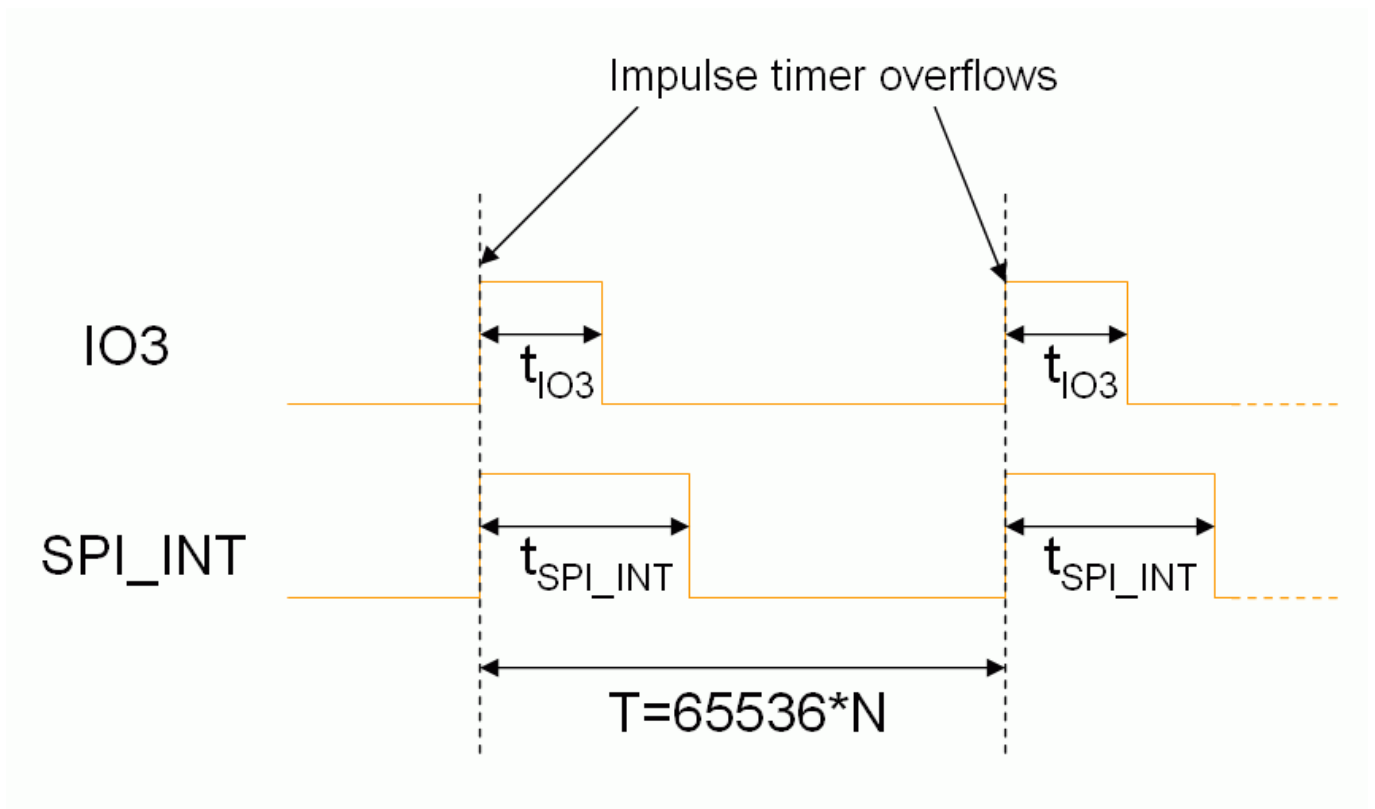 Impulse timer overflows
IO3
tIO3
tIO3
SPI_INT
tSPI_INT
tSPI_INT
T=65536*N